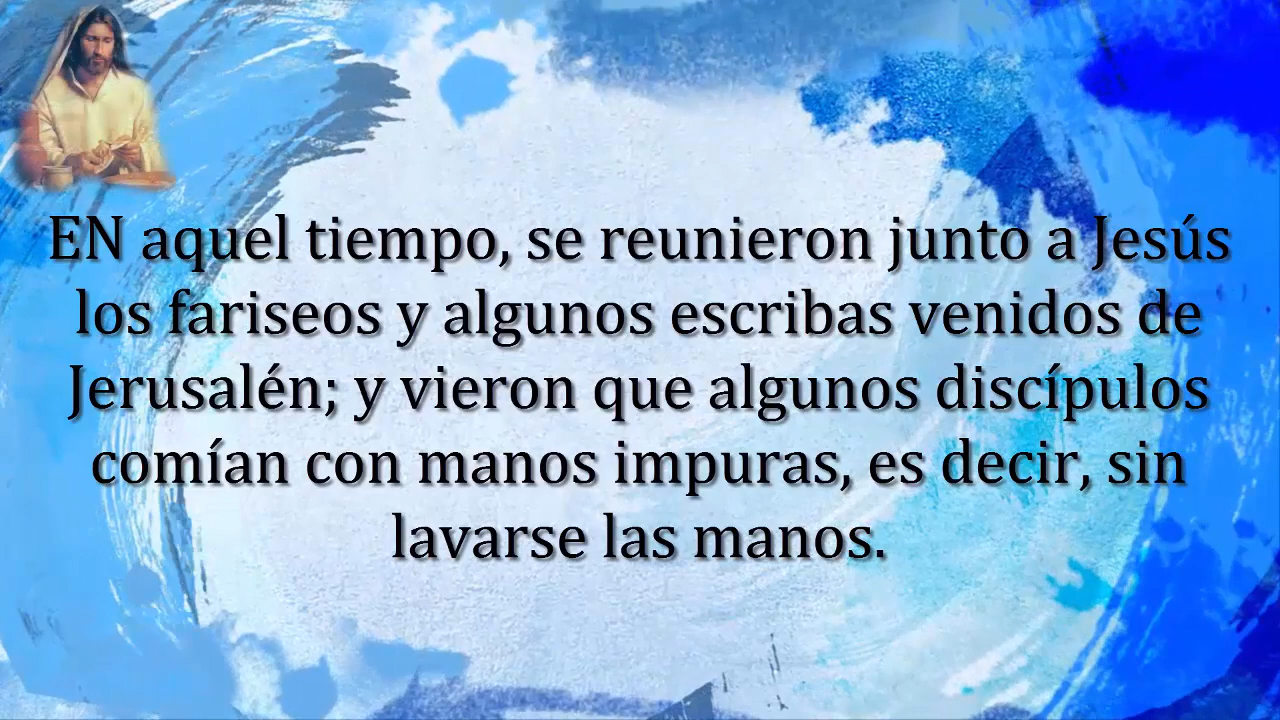 EN aquel tiempo, se reunieron junto a Jesús
los fariseos y algunos escribas venidos de
Jerusalén; y vieron que algunos discípulos
comían con manos impuras, es decir, sin
lavarse las manos.